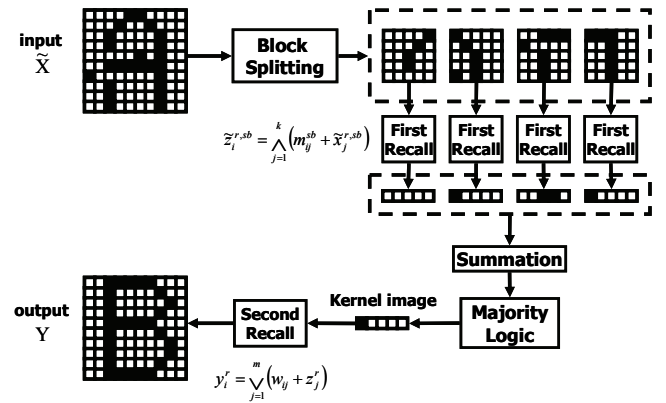 input
X̃
Block
Splitting
z̃_i^{r,sb} = ⋀_{j=1}^{k} (m_{ij}^{sb} + x̃_j^{r,sb})
First
Recall
First
Recall
First
Recall
First
Recall
Summation
Majority
Logic
Kernel image
Second
Recall
output
Y
y_i^r = ⋁_{j=1}^{m} (w_{ij} + z_j^r)